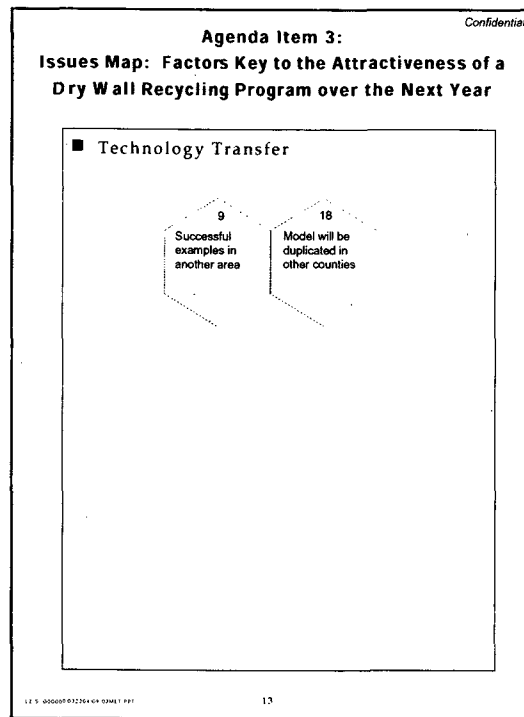 Confidential
Agenda Item 3:
Issues Map: Factors Key to the Attractiveness of a
Dry Wall Recycling Program over the Next Year
■ Technology Transfer
9
Successful
examples in
another area
18
Model will be
duplicated in
other counties
13